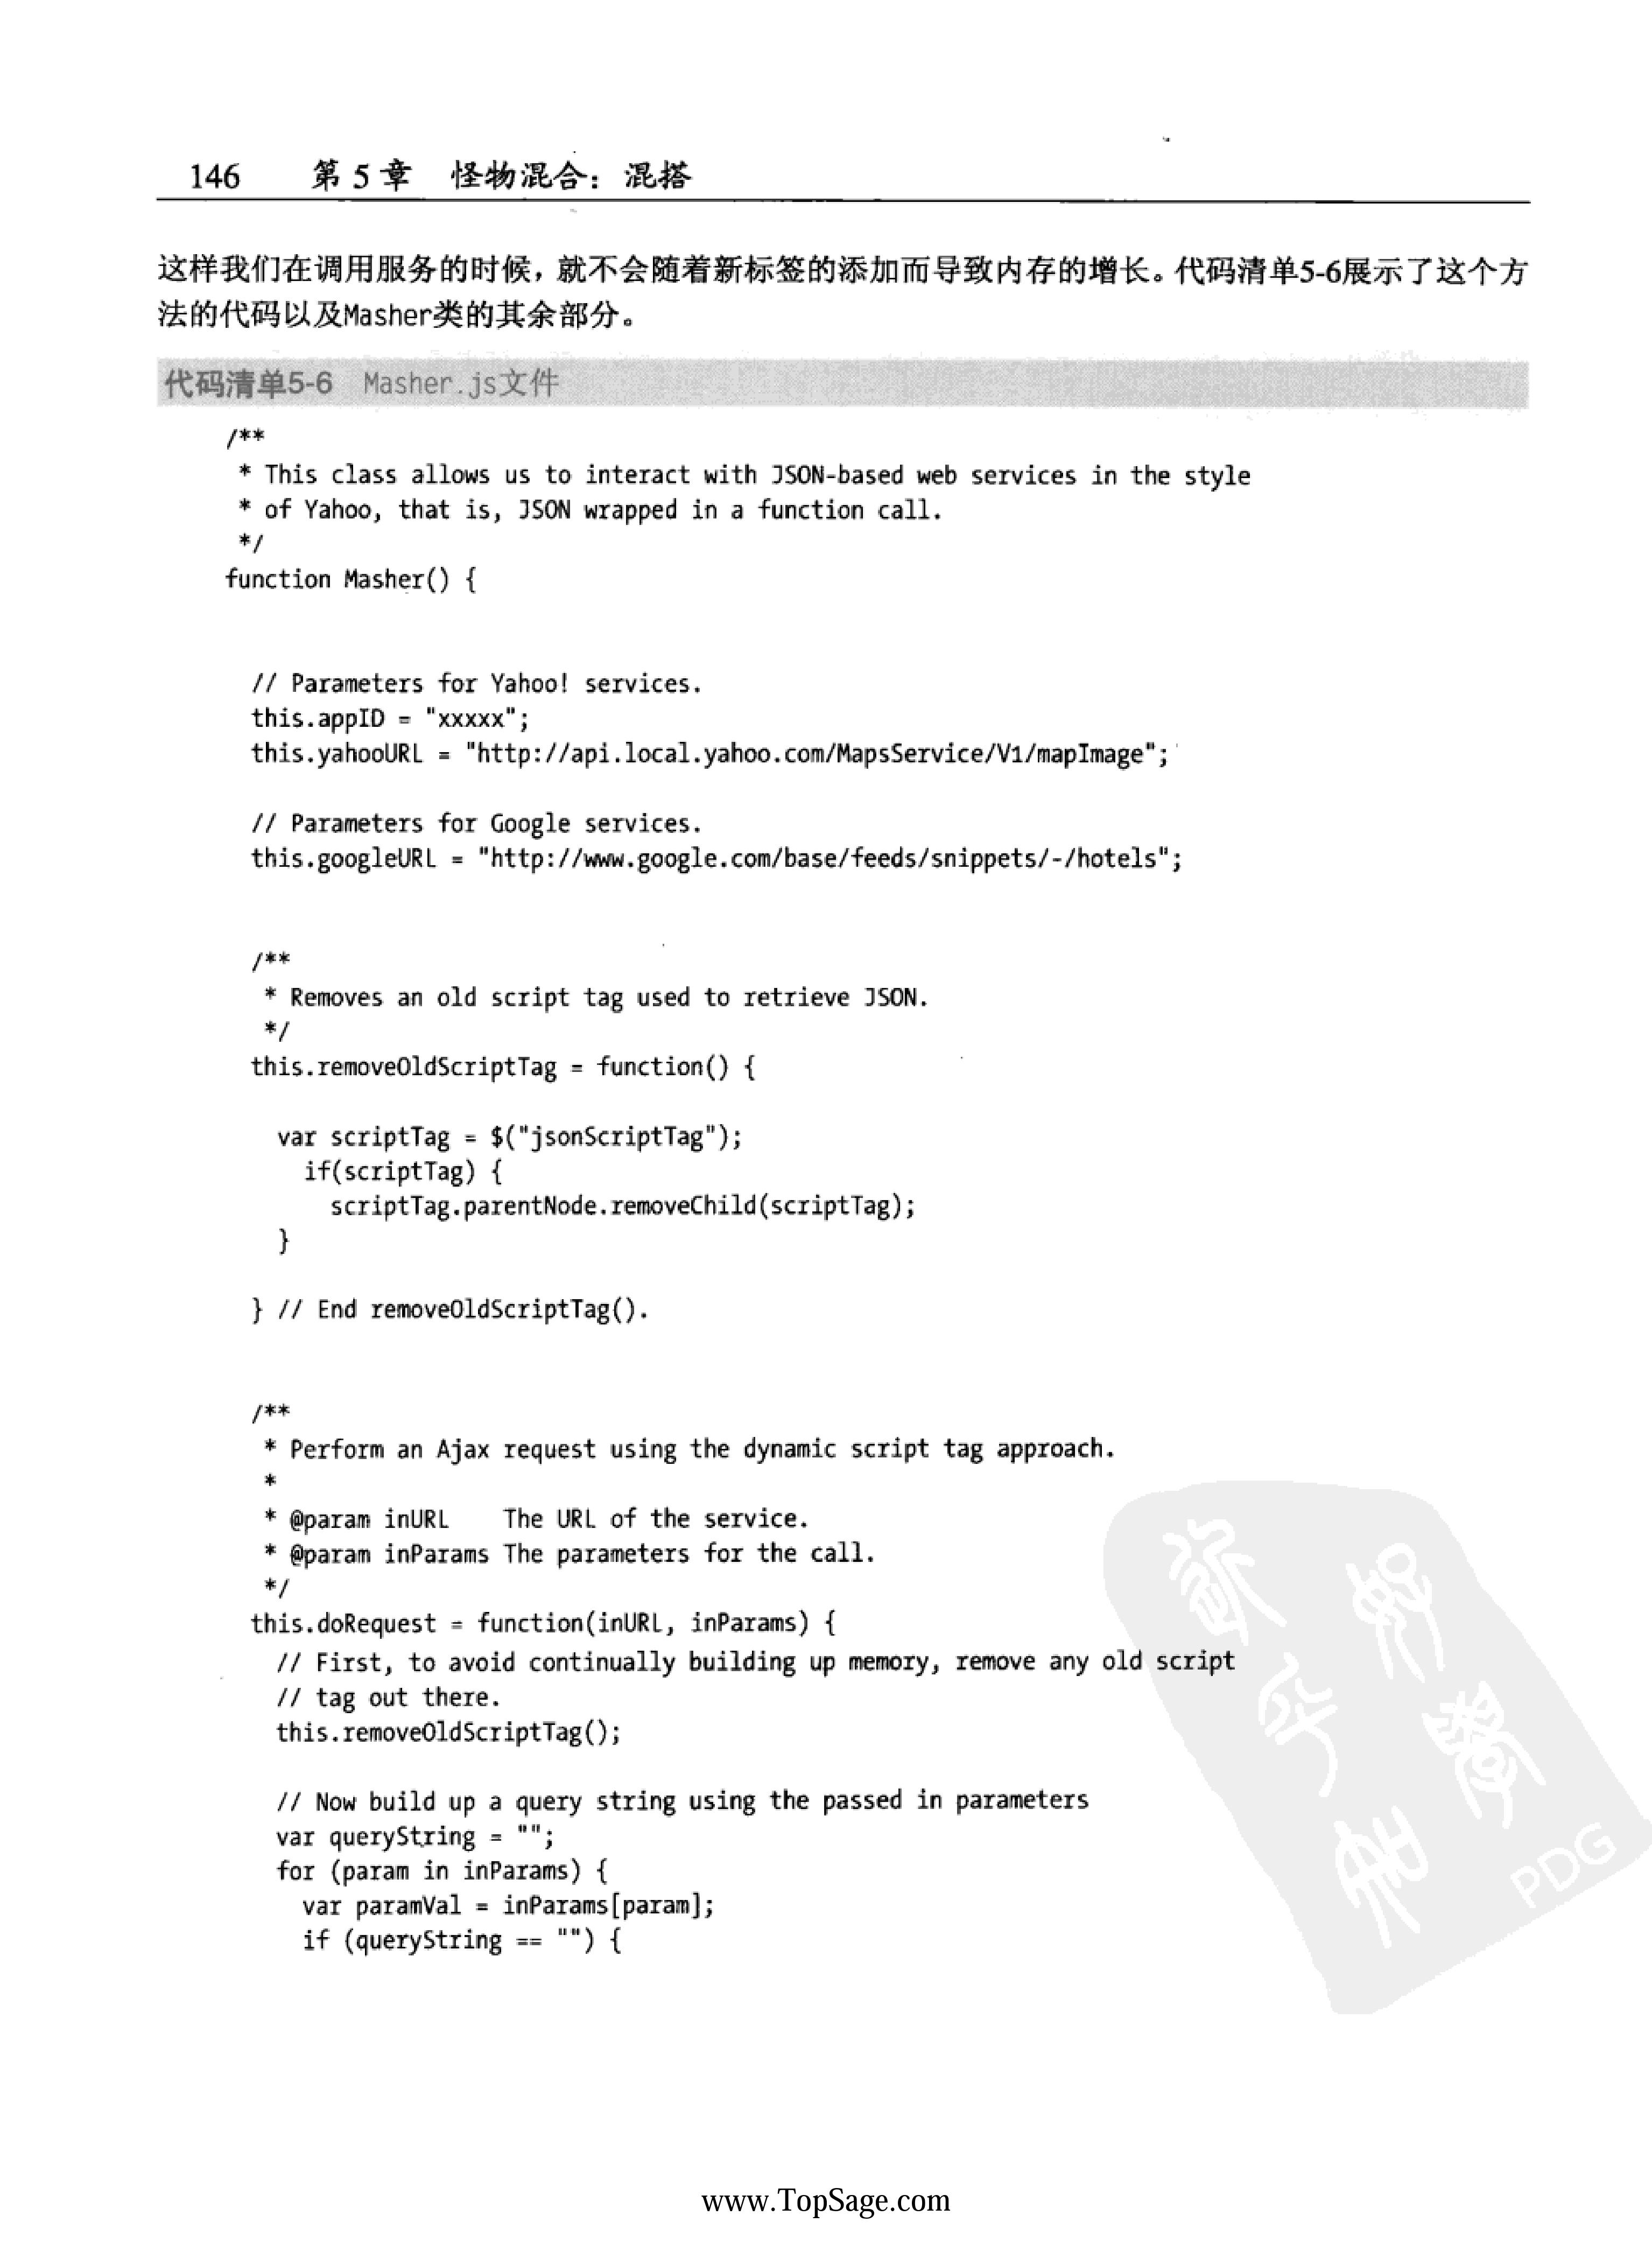 146 第 5 章 怪物混合：混搭
这样我们在调用服务的时候，就不会随着新标签的添加而导致内存的增长。代码清单5-6展示了这个方
法的代码以及Masher类的其余部分。
代码清单5-6 Masher.js文件
/**
 * This class allows us to interact with JSON-based web services in the style
 * of Yahoo, that is, JSON wrapped in a function call.
 */
function Masher() {
  // Parameters for Yahoo! services.
  this.appID = "xxxxx";
  this.yahooURL = "http://api.local.yahoo.com/MapsService/V1/mapImage";
  // Parameters for Google services.
  this.googleURL = "http://www.google.com/base/feeds/snippets/-/hotels";
  /**
   * Removes an old script tag used to retrieve JSON.
   */
  this.removeOldScriptTag = function() {
    var scriptTag = $("jsonScriptTag");
      if(scriptTag) {
        scriptTag.parentNode.removeChild(scriptTag);
    }
  } // End removeOldScriptTag().
  /**
   * Perform an Ajax request using the dynamic script tag approach.
   *
   * @param inURL    The URL of the service.
   * @param inParams The parameters for the call.
   */
  this.doRequest = function(inURL, inParams) {
    // First, to avoid continually building up memory, remove any old script
    // tag out there.
    this.removeOldScriptTag();
    // Now build up a query string using the passed in parameters
    var queryString = "";
    for (param in inParams) {
      var paramVal = inParams[param];
      if (queryString == "") {
PDG
www.TopSage.com